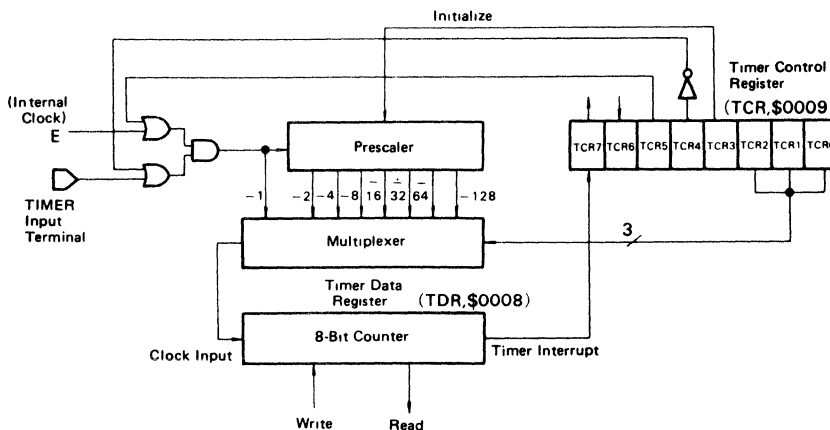 Initialize
Timer Control
Register
(TCR,$0009
(Internal
Clock)
E
TIMER
Input
Terminal
Prescaler
TCR7 TCR6 TCR5 TCR4 TCR3 TCR2 TCR1
-1 -2 -4 -8 16 ÷ 32 64 -128
3
Multiplexer
Timer Data
Register (TDR,$0008)
8-Bit Counter
Clock Input
Timer Interrupt
Write
Read